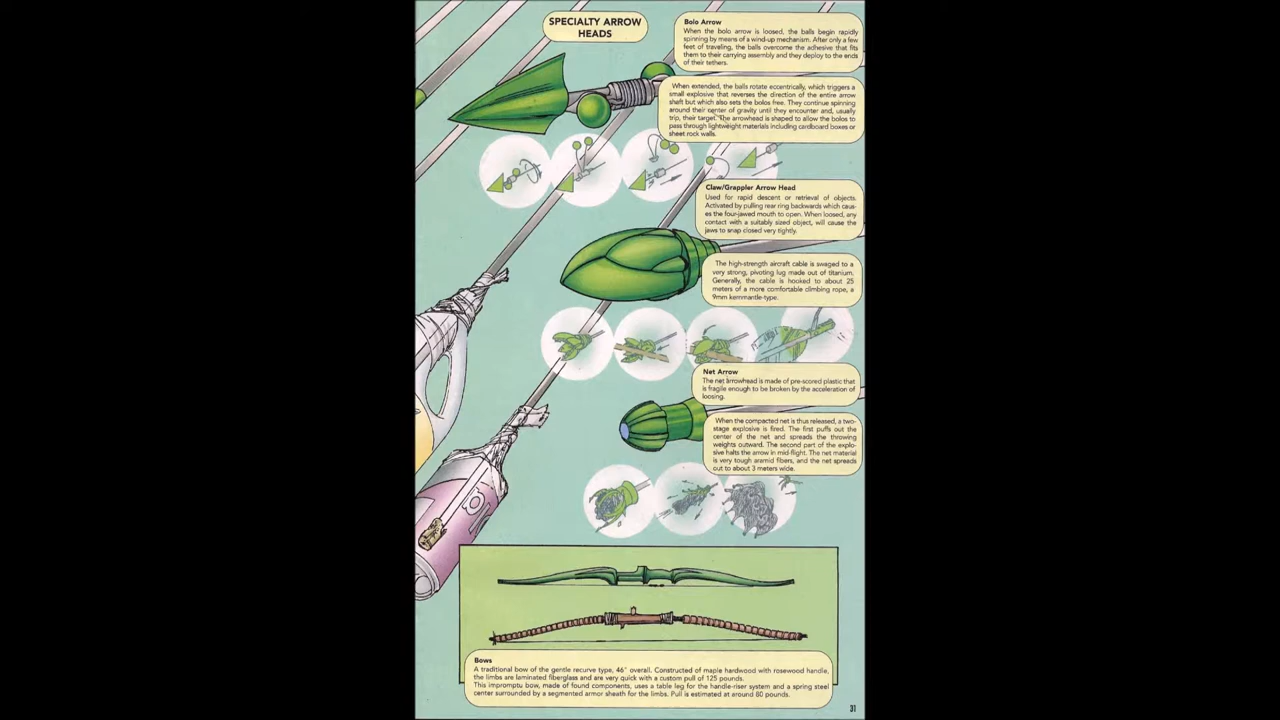 SPECIALTY ARROW
HEADS
Bolo Arrow
When the bolo arrow is loosed, the balls begin rapidly
spinning by means of a wind-up mechanism. After only a few
feet of traveling, the balls overcome the adhesive that fits
them to their carrying assembly and they deploy to the ends
of their tethers.
When extended, the balls rotate eccentrically, which triggers a
small explosive that reverses the direction of the entire arrow
shaft but which also sets the bolos free. They continue spinning
around their center of gravity until they encounter and, usually
trip, their target. The arrowhead is shaped to allow the bolos to
pass through lightweight materials including cardboard boxes or
sheet rock walls.
Claw/Grappler Arrow Head
Used for rapid descent or retrieval of objects.
Activated by pulling rear ring backwards which caus-
es the four-jawed mouth to open. When loosed, any
contact with a suitably sized object, will cause the
jaws to snap closed very tightly.
The high-strength aircraft cable is swaged to a
very strong, pivoting lug made out of titanium.
Generally, the cable is hooked to about 25
meters of a more comfortable climbing rope, a
9mm kernmantle-type.
Net Arrow
The net arrowhead is made of pre-scored plastic that
is fragile enough to be broken by the acceleration of
loosing.
When the compacted net is thus released, a two-
stage explosive is fired. The first puffs out the
center of the net and spreads the throwing
weights outward. The second part of the explo-
sive halts the arrow in mid-flight. The net material
is very tough aramid fibers, and the net spreads
out to about 3 meters wide.
Bows
A traditional bow of the gentle recurve type, 46" overall. Constructed of maple hardwood with rosewood handle,
the limbs are laminated fiberglass and are very quick with a custom pull of 125 pounds.
This impromptu bow, made of found components, uses a table leg for the handle-riser system and a spring steel
center surrounded by a segmented armor sheath for the limbs. Pull is estimated at around 80 pounds.
31